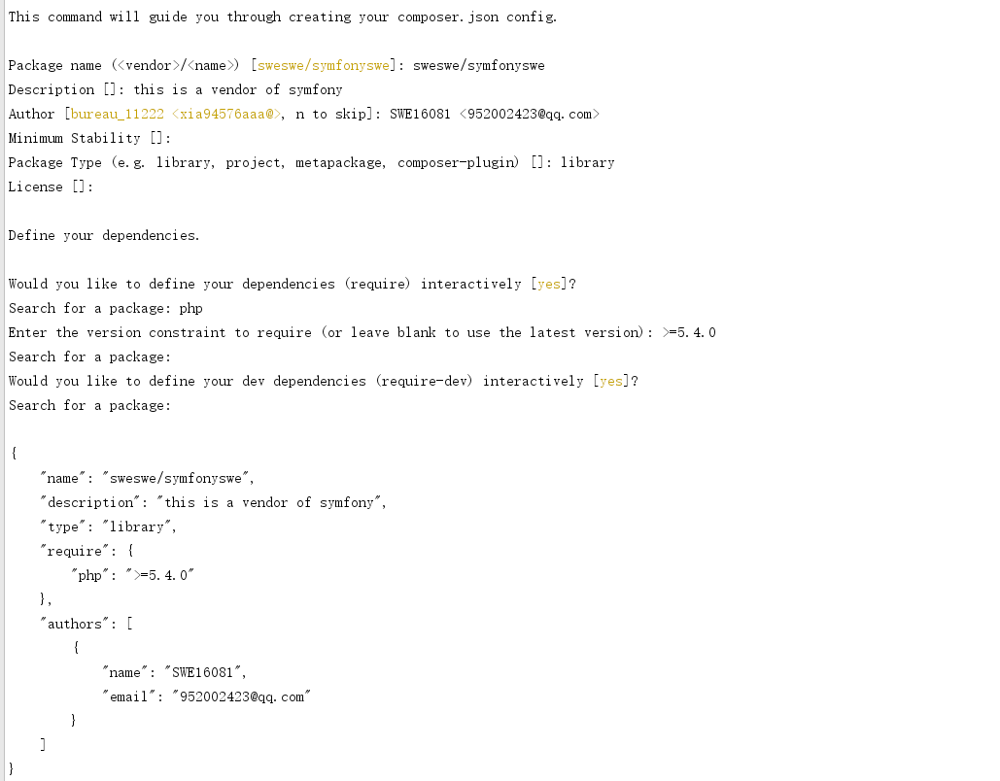 This command will guide you through creating your composer.json config.
Package name (<vendor>/<name>) [sweswe/symfonyswe]: sweswe/symfonyswe
Description []: this is a vendor of symfony
Author [bureau_11222 <xia94576aaa@>, n to skip]: SWE16081 <952002423@qq.com>
Minimum Stability []:
Package Type (e.g. library, project, metapackage, composer-plugin) []: library
License []:
Define your dependencies.
Would you like to define your dependencies (require) interactively [yes]?
Search for a package: php
Enter the version constraint to require (or leave blank to use the latest version): >=5.4.0
Search for a package:
Would you like to define your dev dependencies (require-dev) interactively [yes]?
Search for a package:
{
    "name": "sweswe/symfonyswe",
    "description": "this is a vendor of symfony",
    "type": "library",
    "require": {
        "php": ">=5.4.0"
    },
    "authors": [
        {
            "name": "SWE16081",
            "email": "952002423@qq.com"
        }
    ]
}